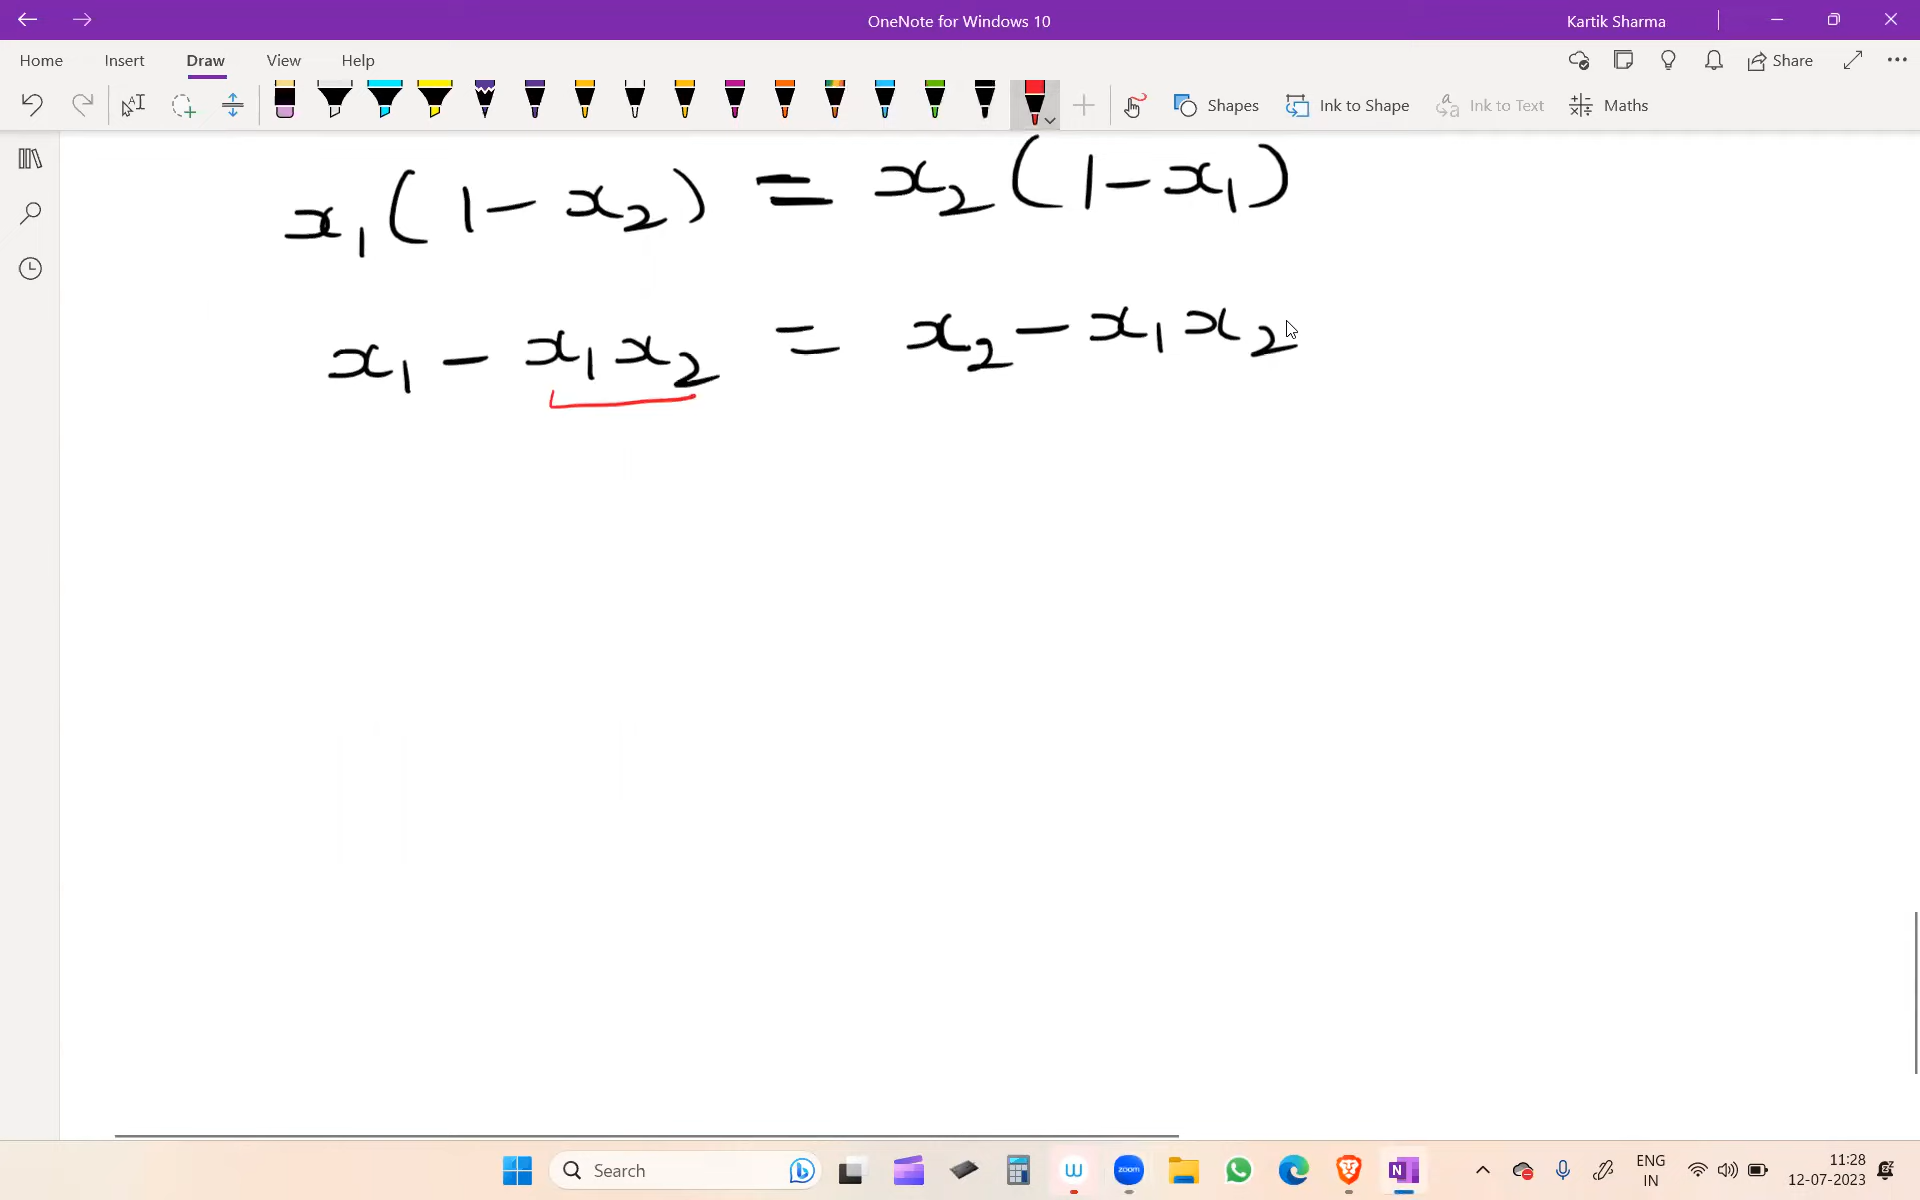 OneNote for Windows 10
Kartik Sharma
Home Insert Draw View Help
Share
Shapes Ink to Shape Ink to Text Maths
x₁(1-x₂) = x₂(1-x₁)
x₁ - x₁x₂ = x₂ - x₁x₂
Search
zoom
ENG
IN
11:28
12-07-2023